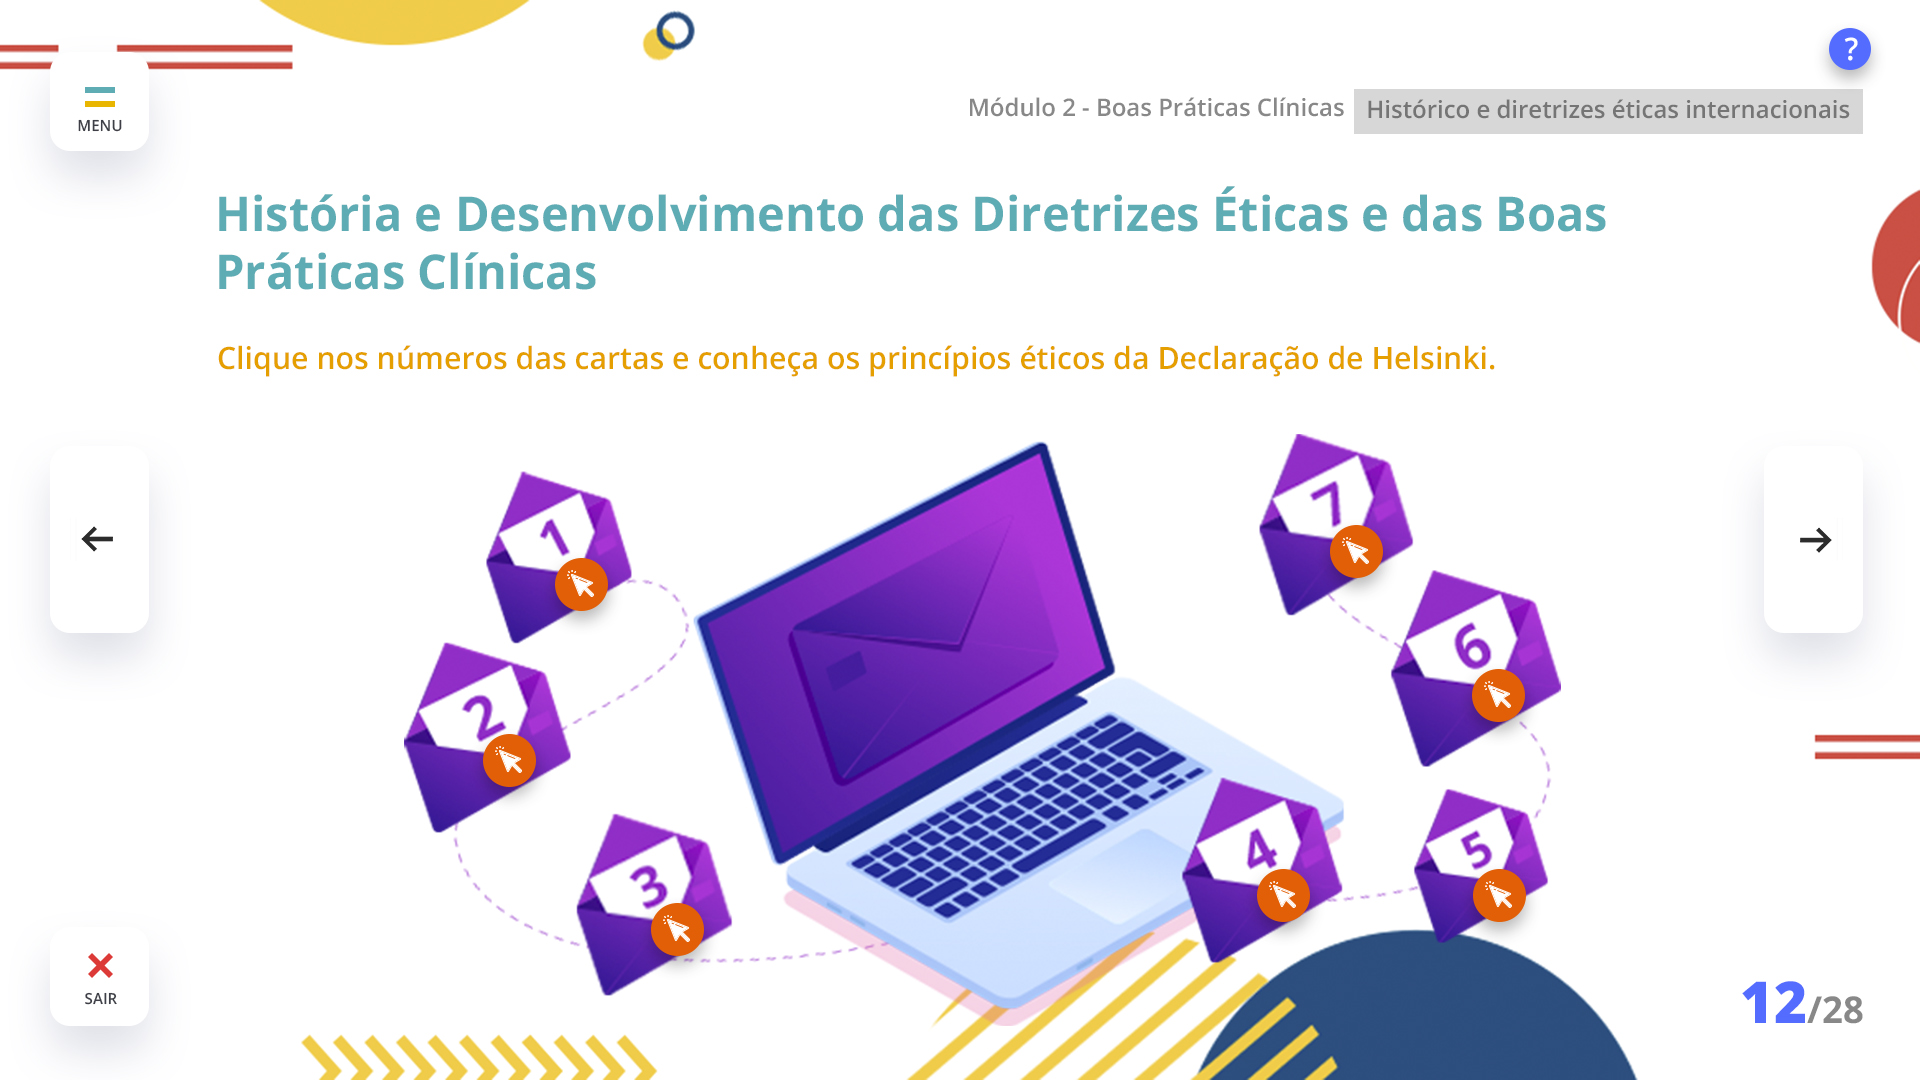 ?
MENU
Módulo 2 - Boas Práticas Clínicas Histórico e diretrizes éticas internacionais
História e Desenvolvimento das Diretrizes Éticas e das Boas
Práticas Clínicas
Clique nos números das cartas e conheça os princípios éticos da Declaração de Helsinki.
1
2
3
4
5
6
7
SAIR
12/28